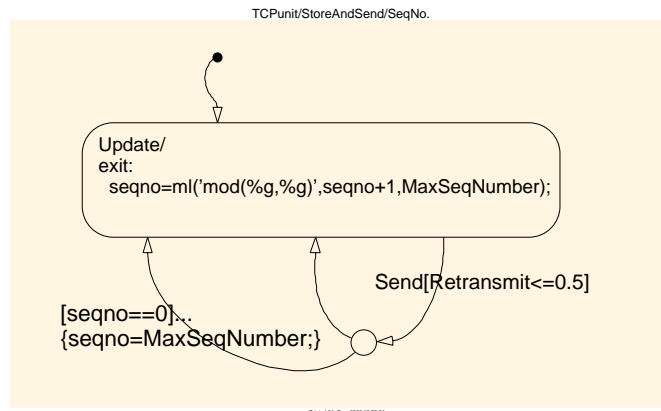 TCPunit/StoreAndSend/SeqNo.
Update/
exit:
seqno=ml('mod(%g,%g)',seqno+1,MaxSeqNumber);
Send[Retransmit<=0.5]
[seqno==0]...
{seqno=MaxSeqNumber;}